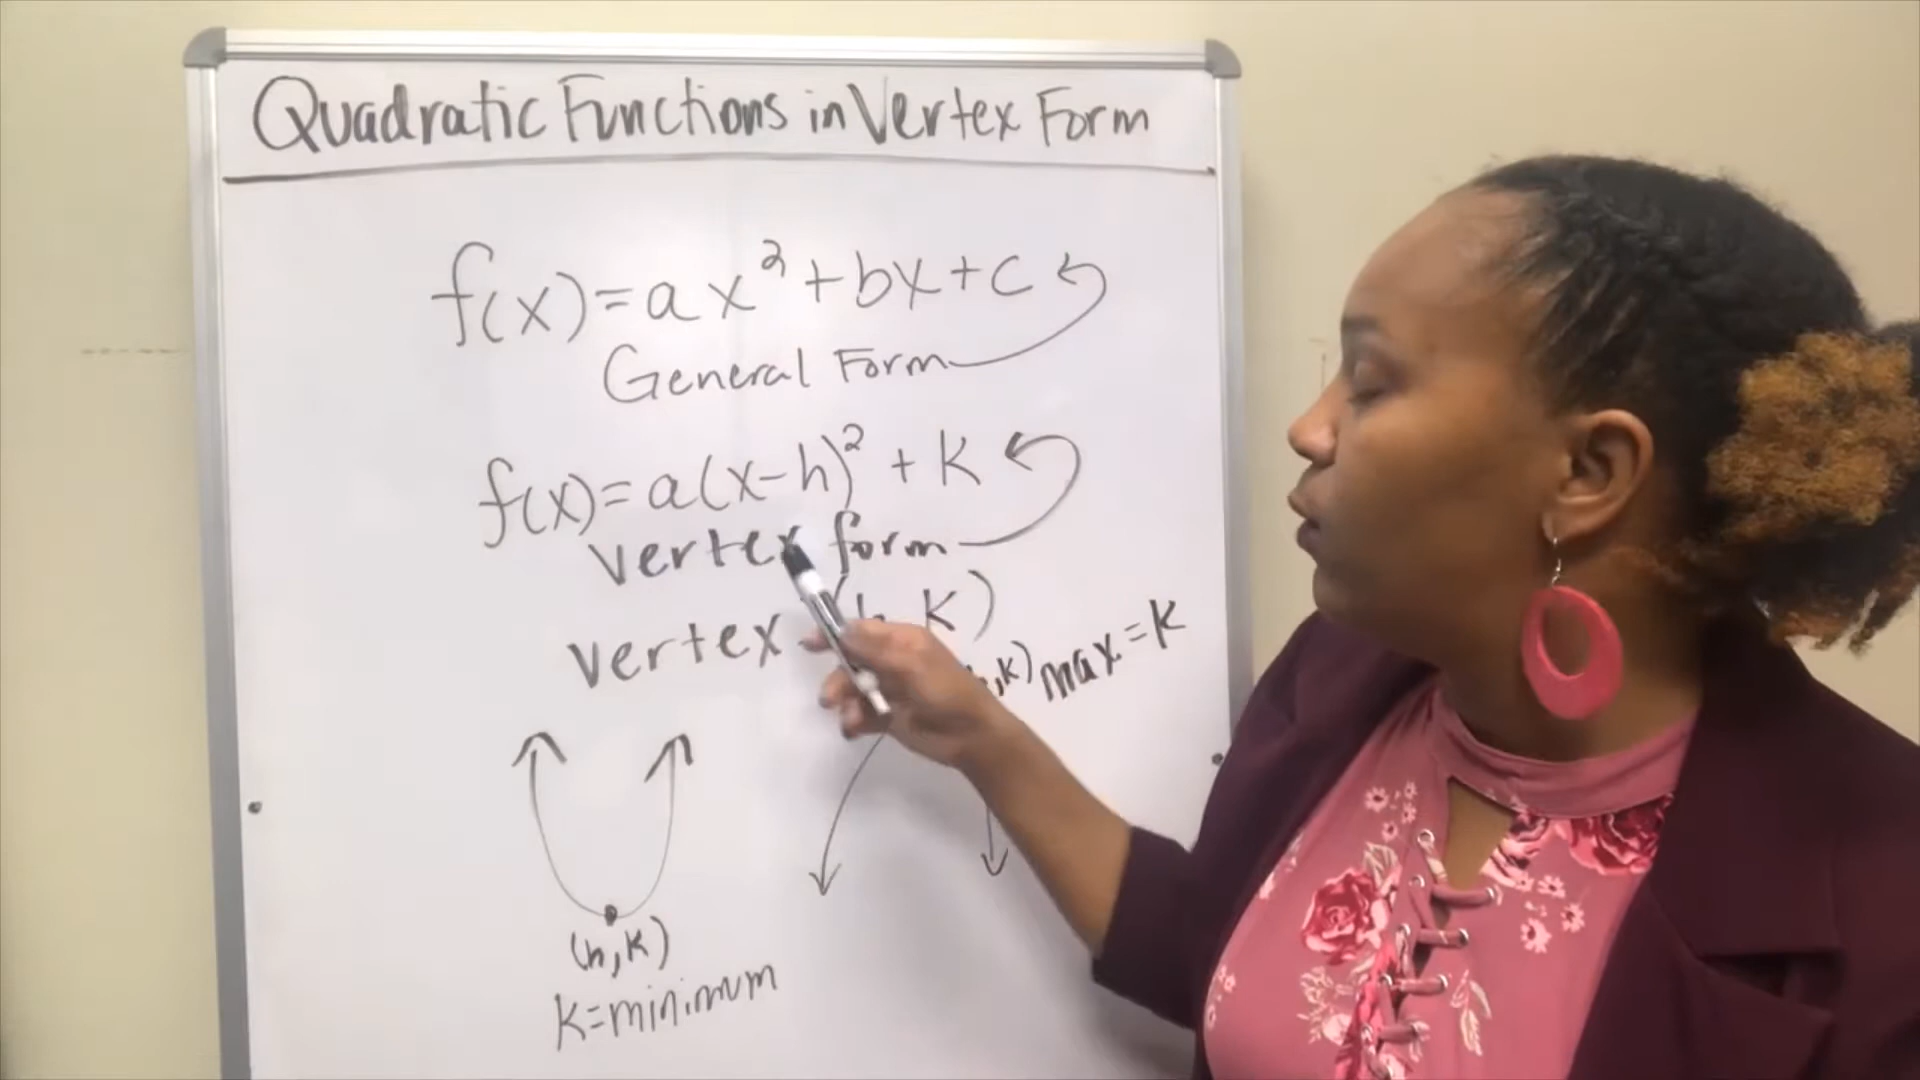 Quadratic Functions in Vertex Form
f(x)=ax²+bx+c
General Form
f(x)=a(x-h)²+k
vertex form
vertex (h,k)
,k) max.=k
(h,k)
k=minimum